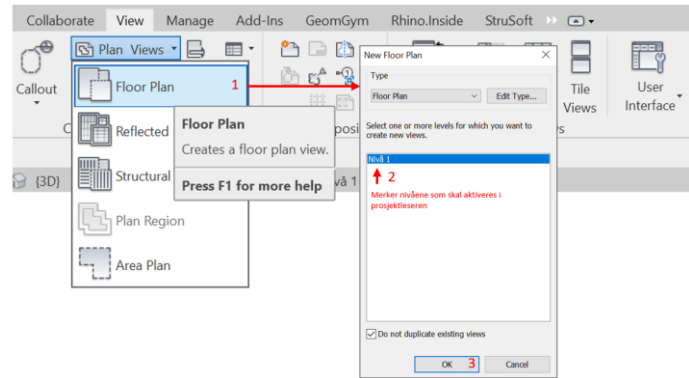 Collaborate View Manage Add-Ins GeomGym Rhino.Inside StruSoft
Plan Views
Callout
Floor Plan 1
Reflected
Structural
Plan Region
Area Plan
Floor Plan
Creates a floor plan view.
Press F1 for more help
{3D}
vå 1
posi
New Floor Plan
Type
Floor Plan Edit Type...
Select one or more levels for which you want to
create new views.
Nivå 1
2
Merker nivåene som skal aktiveres i
prosjektleseren
Do not duplicate existing views
OK 3 Cancel
Tile
Views
User
Interface